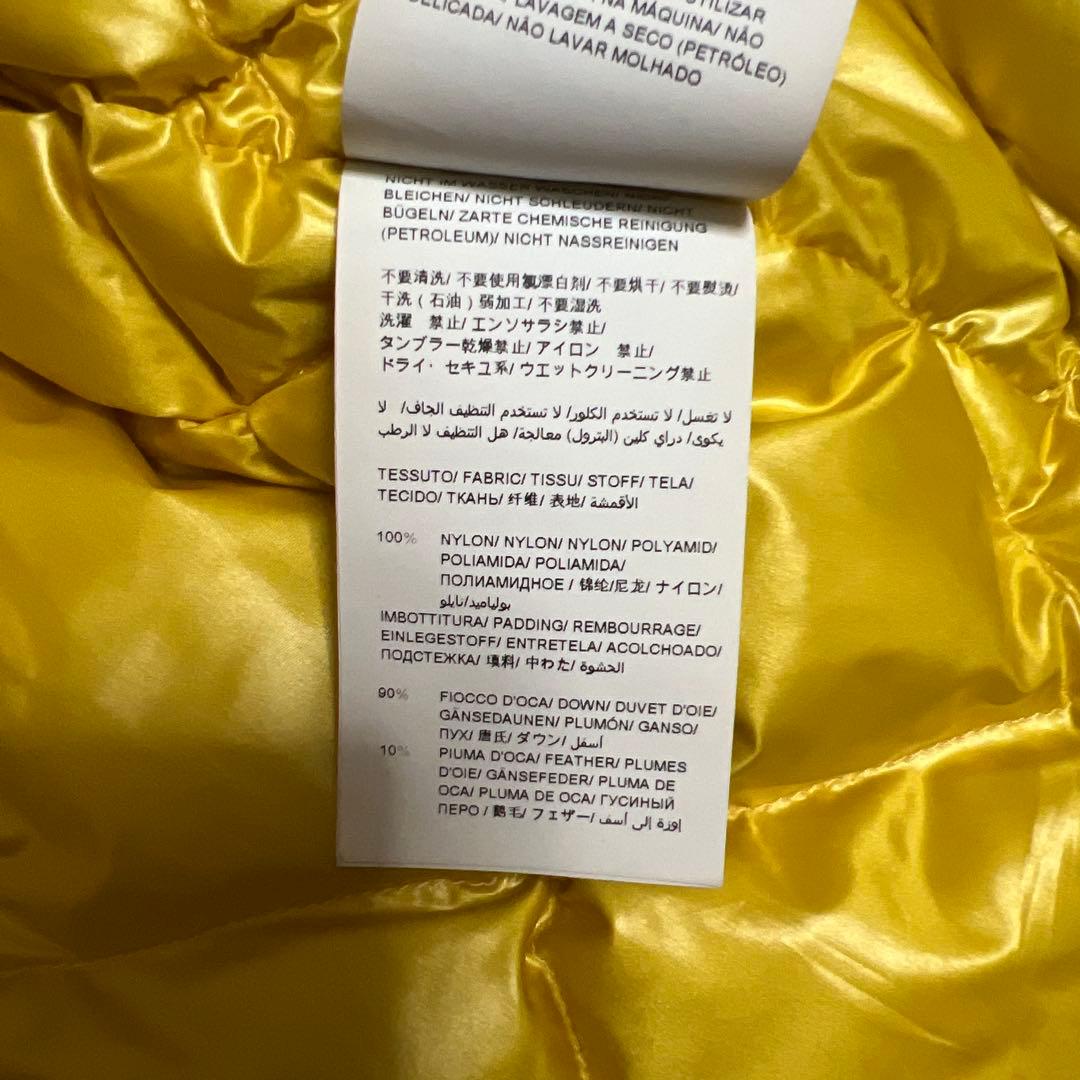 UTILIZAR
NA MÁQUINA/ NÃO
LAVAGEM A SECO (PETRÓLEO)
DELICADA/ NÃO LAVAR MOLHADO
NICHT IM WASSER WASCHEN/
BLEICHEN/ NICHT SCHLEUDERN/ NICHT
BÜGELN/ ZARTE CHEMISCHE REINIGUNG
(PETROLEUM)/ NICHT NASSREINIGEN
不要清洗/ 不要使用氯漂白剂/ 不要烘干/ 不要熨烫/
干洗（石油）弱加工/ 不要湿洗
洗濯　禁止/ エンソサラシ禁止/
タンブラー乾燥禁止/ アイロン　禁止/
ドライ· セキユ系/ ウエットクリーニング禁止
لا تغسل/ لا تستخدم الكلور/ لا تستخدم التنظيف الجاف/ لا
يكوى/ دراي كلين (البترول) معالجة/ هل التنظيف لا الرطب
TESSUTO/ FABRIC/ TISSU/ STOFF/ TELA/
TECIDO/ ТКАНЬ/ 纤维/ 表地/ الأقمشة
100% NYLON/ NYLON/ NYLON/ POLYAMID/
POLIAMIDA/ POLIAMIDA/
ПОЛИАМИДНОЕ / 锦纶/尼龙/ ナイロン/
بولياميد/نايلو
IMBOTTITURA/ PADDING/ REMBOURRAGE/
EINLEGESTOFF/ ENTRETELA/ ACOLCHOADO/
ПОДСТЕЖКА/ 填料/ 中わた/ الحشوة
90% FIOCCO D'OCA/ DOWN/ DUVET D'OIE/
GÄNSEDAUNEN/ PLUMÓN/ GANSO/
ПУХ/ 唐氏/ ダウン/ أسفل
10% PIUMA D'OCA/ FEATHER/ PLUMES
D'OIE/ GÄNSEFEDER/ PLUMA DE
OCA/ PLUMA DE OCA/ ГУСИНЫЙ
ПЕРО / 鹅毛/ フェザー/ إوزة إلى أسف